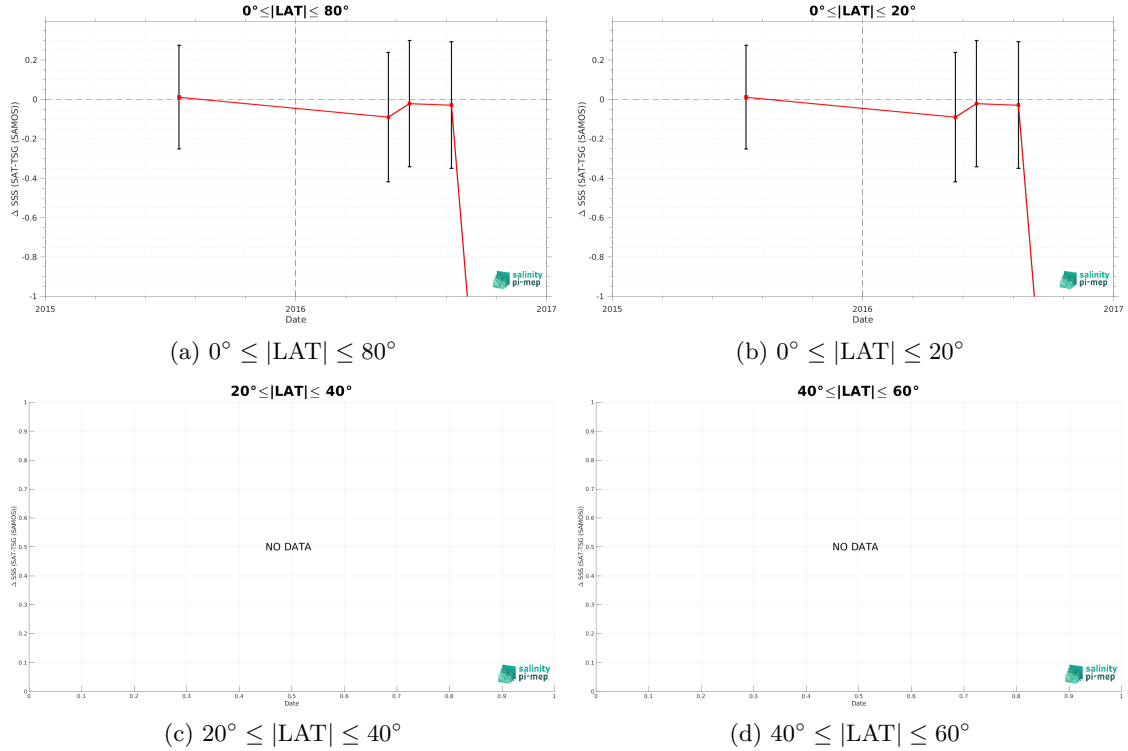 0°≤|LAT|≤ 80°
0.2
0
-0.2
-0.4
-0.6
-0.8
-1
Δ SSS (SAT-TSG (SAMOS))
2015
2016
2017
Date
salinity
pi-mep
(a) 0° ≤ |LAT| ≤ 80°
0°≤|LAT|≤ 20°
0.2
0
-0.2
-0.4
-0.6
-0.8
-1
Δ SSS (SAT-TSG (SAMOS))
2015
2016
2017
Date
salinity
pi-mep
(b) 0° ≤ |LAT| ≤ 20°
20°≤|LAT|≤ 40°
1
0.9
0.8
0.7
0.6
0.5
0.4
0.3
0.2
0.1
0
Δ SSS (SAT-TSG (SAMOS))
NO DATA
0 0.1 0.2 0.3 0.4 0.5 0.6 0.7 0.8 0.9 1
Date
salinity
pi-mep
(c) 20° ≤ |LAT| ≤ 40°
40°≤|LAT|≤ 60°
1
0.9
0.8
0.7
0.6
0.5
0.4
0.3
0.2
0.1
0
Δ SSS (SAT-TSG (SAMOS))
NO DATA
0 0.1 0.2 0.3 0.4 0.5 0.6 0.7 0.8 0.9 1
Date
salinity
pi-mep
(d) 40° ≤ |LAT| ≤ 60°